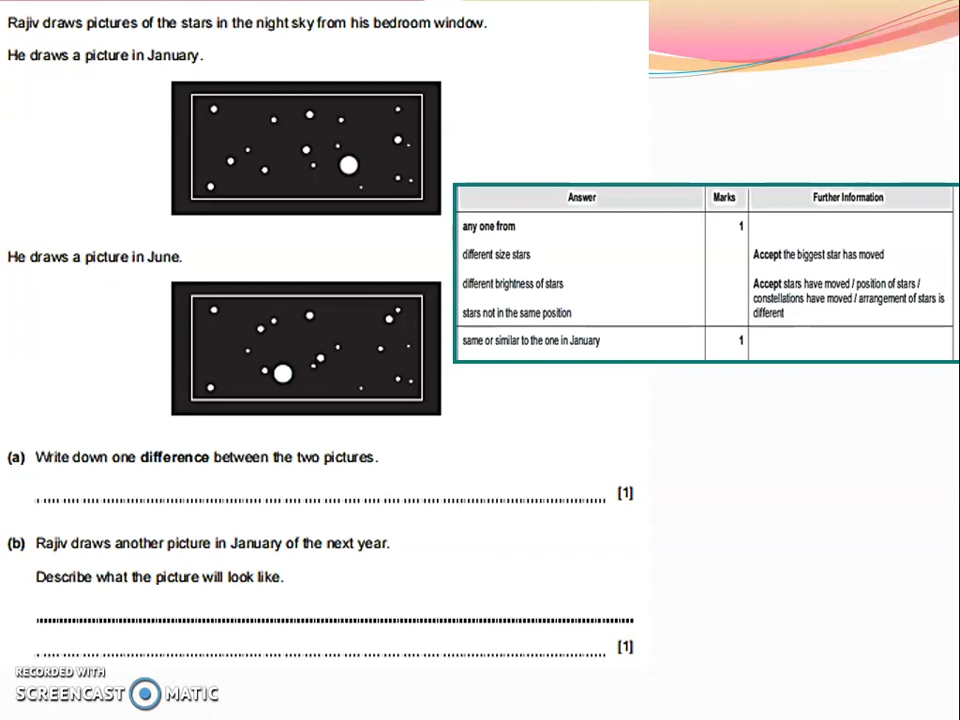 Rajiv draws pictures of the stars in the night sky from his bedroom window.
He draws a picture in January.
He draws a picture in June.
(a) Write down one difference between the two pictures.
[1]
(b) Rajiv draws another picture in January of the next year.
Describe what the picture will look like.
[1]
Answer Marks Further Information
any one from 1
different size stars Accept the biggest star has moved
different brightness of stars Accept stars have moved / position of stars /
constellations have moved / arrangement of stars is
stars not in the same position different
same or similar to the one in January 1
RECORDED WITH
SCREENCAST MATIC